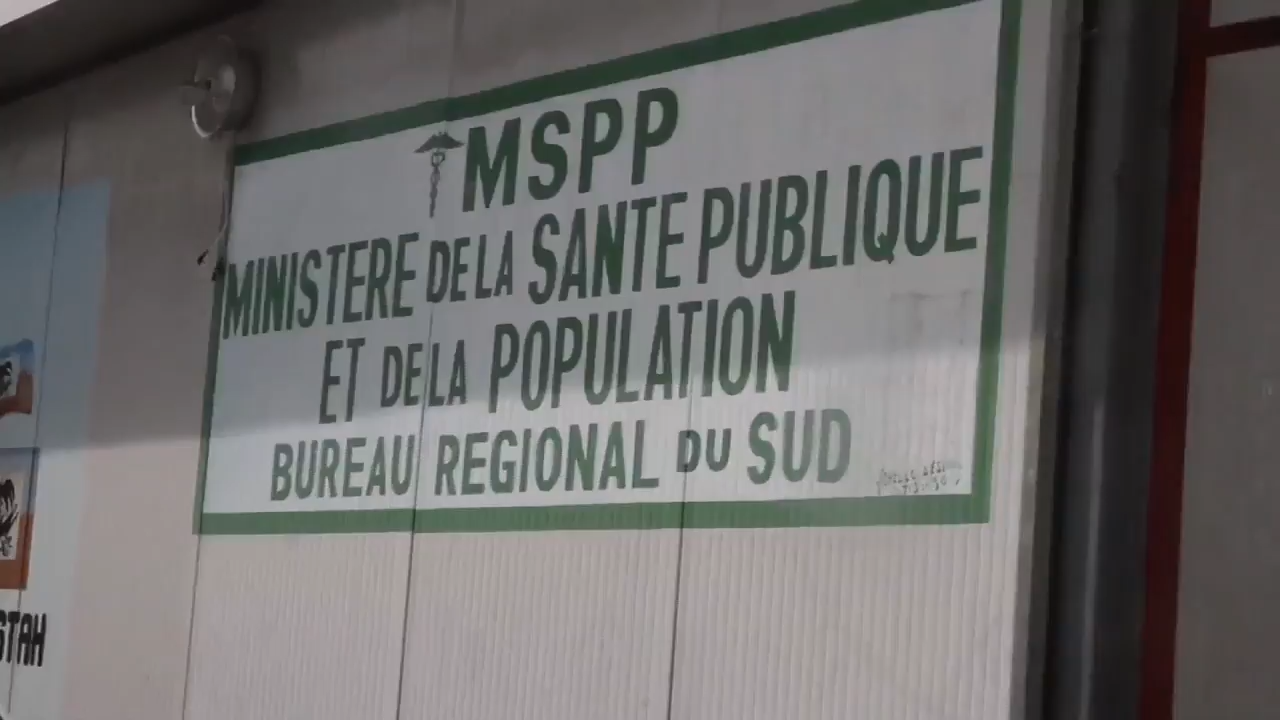 MSPP
MINISTERE DE LA SANTE PUBLIQUE
ET DE LA POPULATION
BUREAU REGIONAL DU SUD
STAH